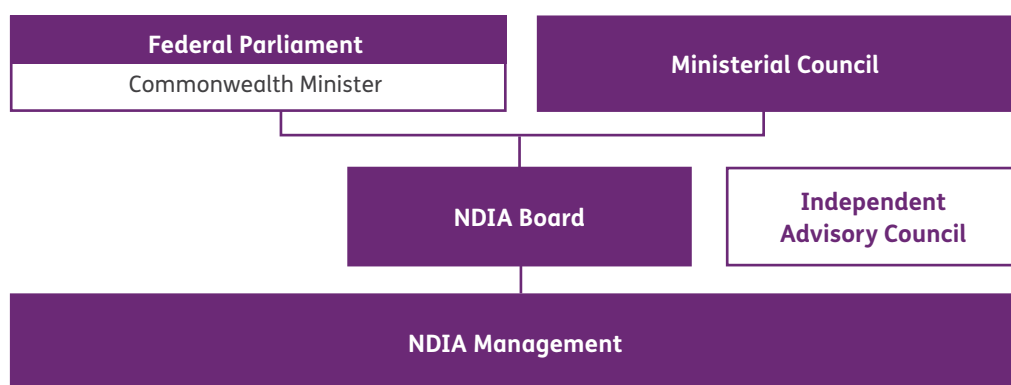 Federal Parliament
Commonwealth Minister
Ministerial Council
NDIA Board
Independent
Advisory Council
NDIA Management